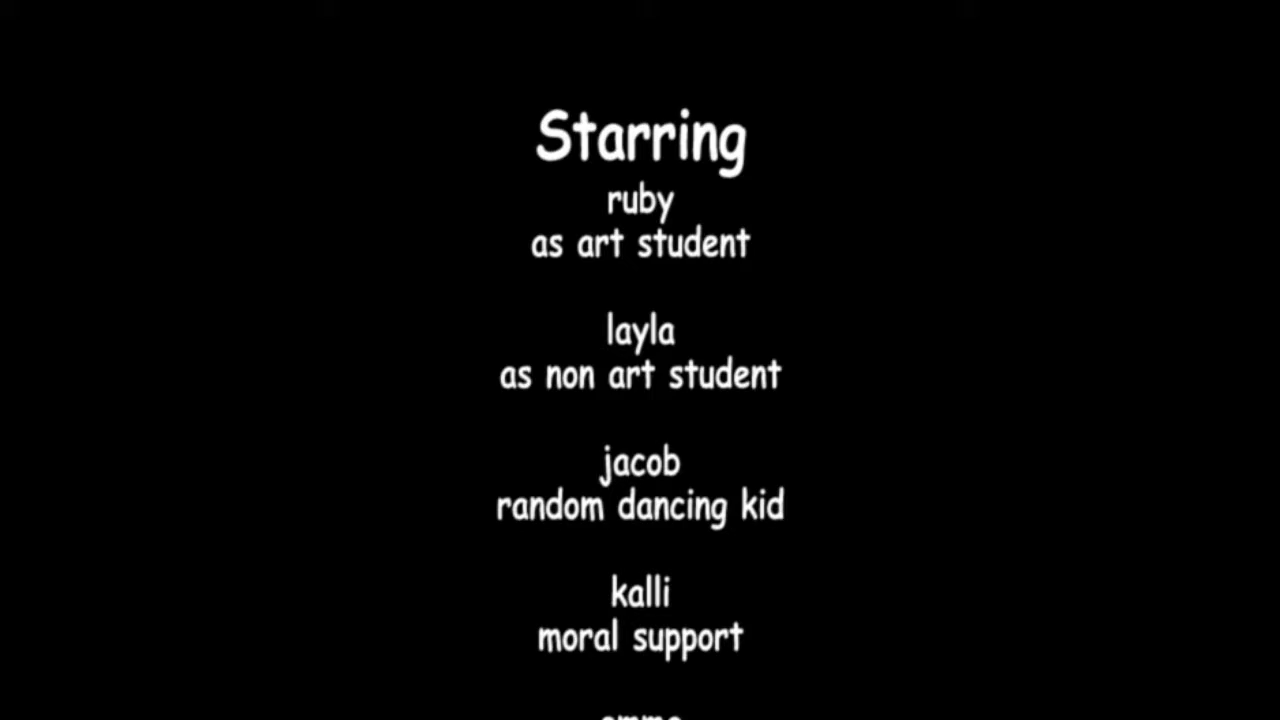 Starring
ruby
as art student
layla
as non art student
jacob
random dancing kid
kalli
moral support